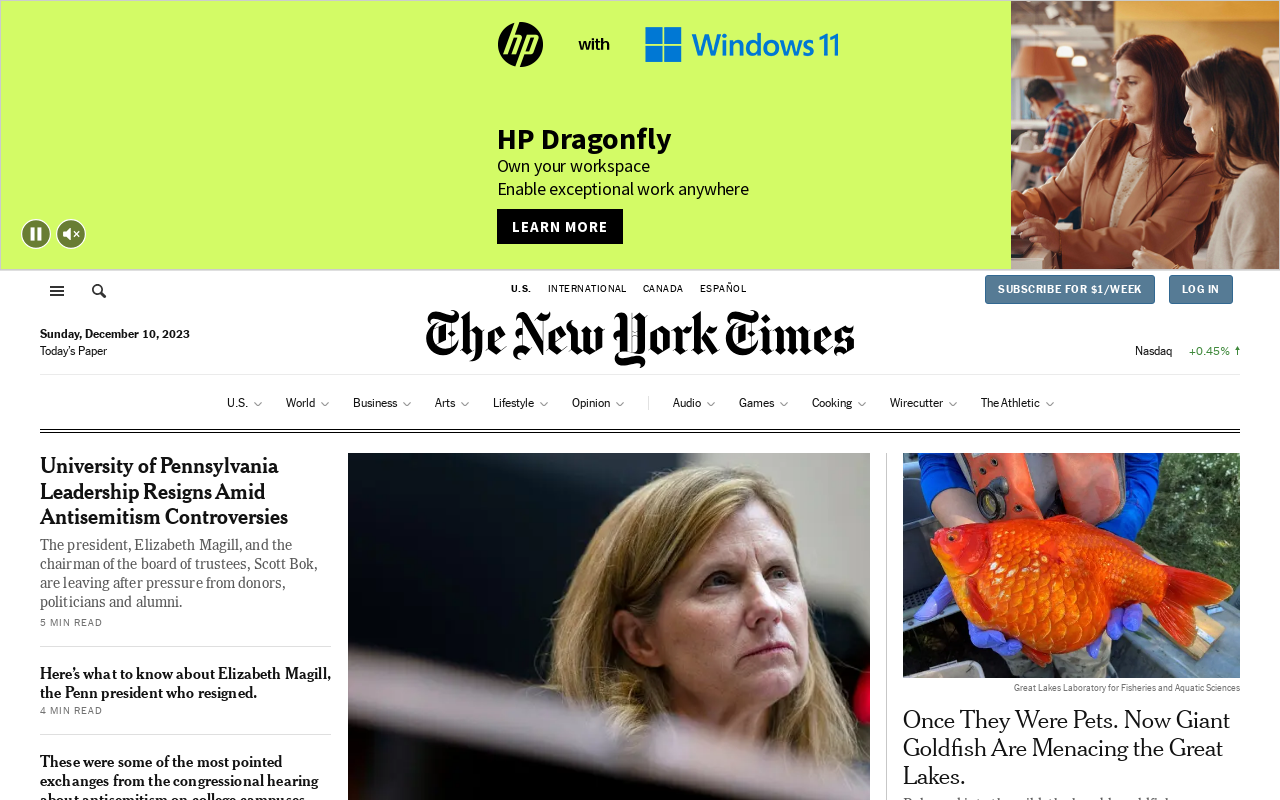 hp with Windows 11
HP Dragonfly
Own your workspace
Enable exceptional work anywhere
LEARN MORE
U.S. INTERNATIONAL CANADA ESPAÑOL
SUBSCRIBE FOR $1/WEEK LOG IN
Sunday, December 10, 2023
Today's Paper
The New York Times
Nasdaq +0.45%
U.S. World Business Arts Lifestyle Opinion Audio Games Cooking Wirecutter The Athletic
University of Pennsylvania
Leadership Resigns Amid
Antisemitism Controversies
The president, Elizabeth Magill, and the
chairman of the board of trustees, Scott Bok,
are leaving after pressure from donors,
politicians and alumni.
5 MIN READ
Here's what to know about Elizabeth Magill,
the Penn president who resigned.
4 MIN READ
These were some of the most pointed
exchanges from the congressional hearing
about antisemitism on college campuses.
Great Lakes Laboratory for Fisheries and Aquatic Sciences
Once They Were Pets. Now Giant
Goldfish Are Menacing the Great
Lakes.